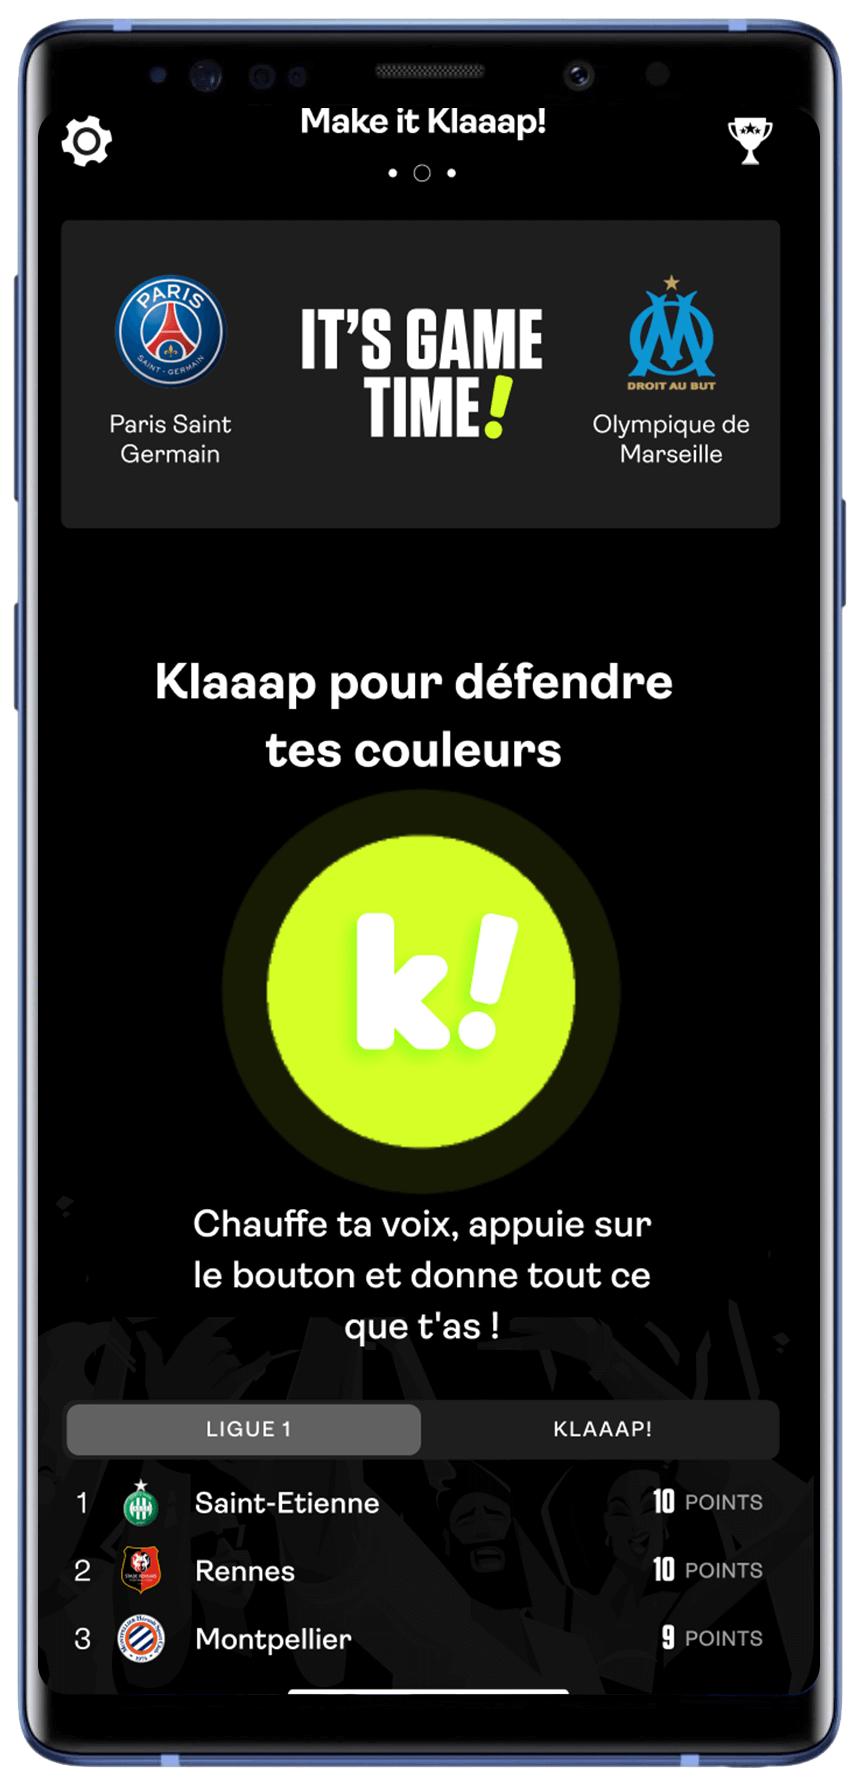 Make it Klaaap!
PARIS
SAINT-GERMAIN
IT'S GAME
TIME!
DROIT AU BUT
Paris Saint
Germain
Olympique de
Marseille
Klaaap pour défendre
tes couleurs
k!
Chauffe ta voix, appuie sur
le bouton et donne tout ce
que t'as !
LIGUE 1
KLAAAP!
1 Saint-Etienne 10 POINTS
2 Rennes 10 POINTS
3 Montpellier 9 POINTS